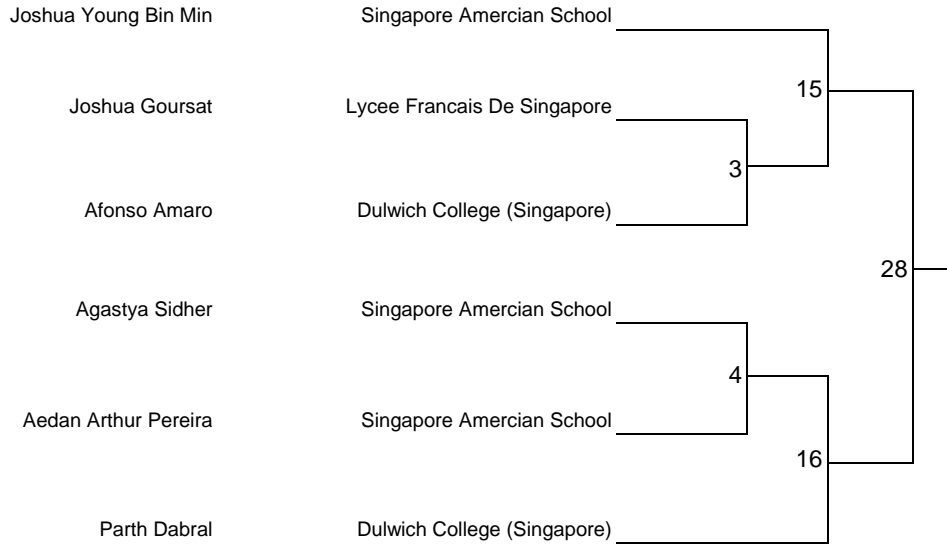 Joshua Young Bin Min Singapore Amercian School
15
Joshua Goursat Lycee Francais De Singapore
3
Afonso Amaro Dulwich College (Singapore)
28
Agastya Sidher Singapore Amercian School
4
Aedan Arthur Pereira Singapore Amercian School
16
Parth Dabral Dulwich College (Singapore)